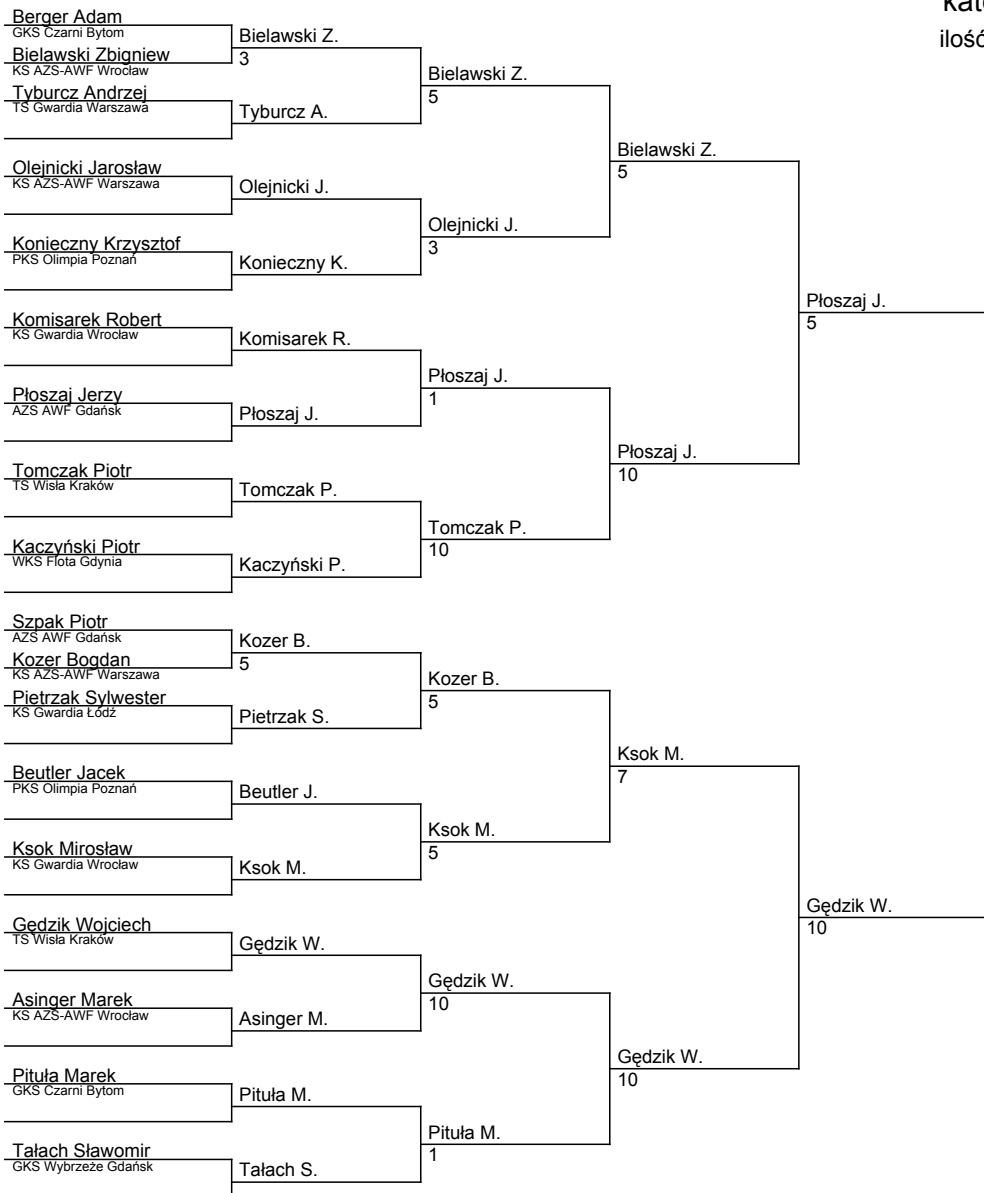 Berger Adam
GKS Czarni Bytom
Bielawski Zbigniew
KS AZS-AWF Wrocław
Tyburcz Andrzej
TS Gwardia Warszawa
Olejnicki Jarosław
KS AZS-AWF Warszawa
Konieczny Krzysztof
PKS Olimpia Poznań
Komisarek Robert
KS Gwardia Wrocław
Płoszaj Jerzy
AZS AWF Gdańsk
Tomczak Piotr
TS Wisła Kraków
Kaczyński Piotr
WKS Flota Gdynia
Szpak Piotr
AZS AWF Gdańsk
Kozer Bogdan
KS AZS-AWF Warszawa
Pietrzak Sylwester
KS Gwardia Łódź
Beutler Jacek
PKS Olimpia Poznań
Ksok Mirosław
KS Gwardia Wrocław
Gędzik Wojciech
TS Wisła Kraków
Asinger Marek
KS AZS-AWF Wrocław
Pituła Marek
GKS Czarni Bytom
Tałach Sławomir
GKS Wybrzeże Gdańsk
Bielawski Z.
3
Tyburcz A.
Olejnicki J.
Konieczny K.
Komisarek R.
Płoszaj J.
Tomczak P.
Kaczyński P.
Kozer B.
5
Pietrzak S.
Beutler J.
Ksok M.
Gędzik W.
Asinger M.
Pituła M.
Tałach S.
Bielawski Z.
5
Olejnicki J.
3
Płoszaj J.
1
Tomczak P.
10
Kozer B.
5
Ksok M.
5
Gędzik W.
10
Pituła M.
1
Bielawski Z.
5
Płoszaj J.
10
Ksok M.
7
Gędzik W.
10
Płoszaj J.
5
Gędzik W.
10
ilość